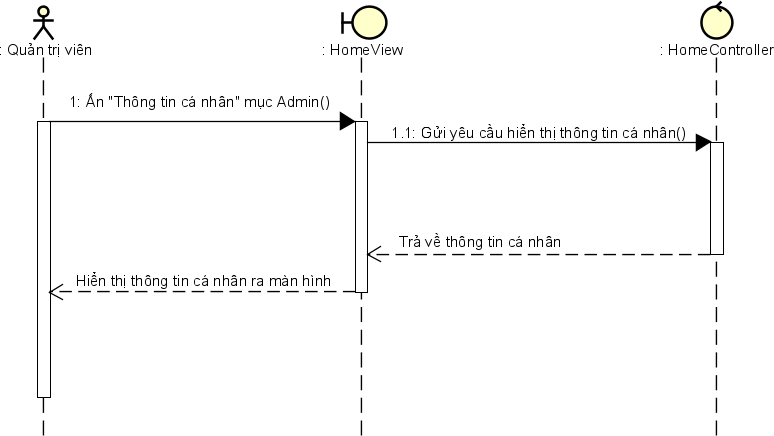 : Quản trị viên
: HomeView
: HomeController
1: Ấn "Thông tin cá nhân" mục Admin()
1.1: Gửi yêu cầu hiển thị thông tin cá nhân()
Trả về thông tin cá nhân
Hiển thị thông tin cá nhân ra màn hình